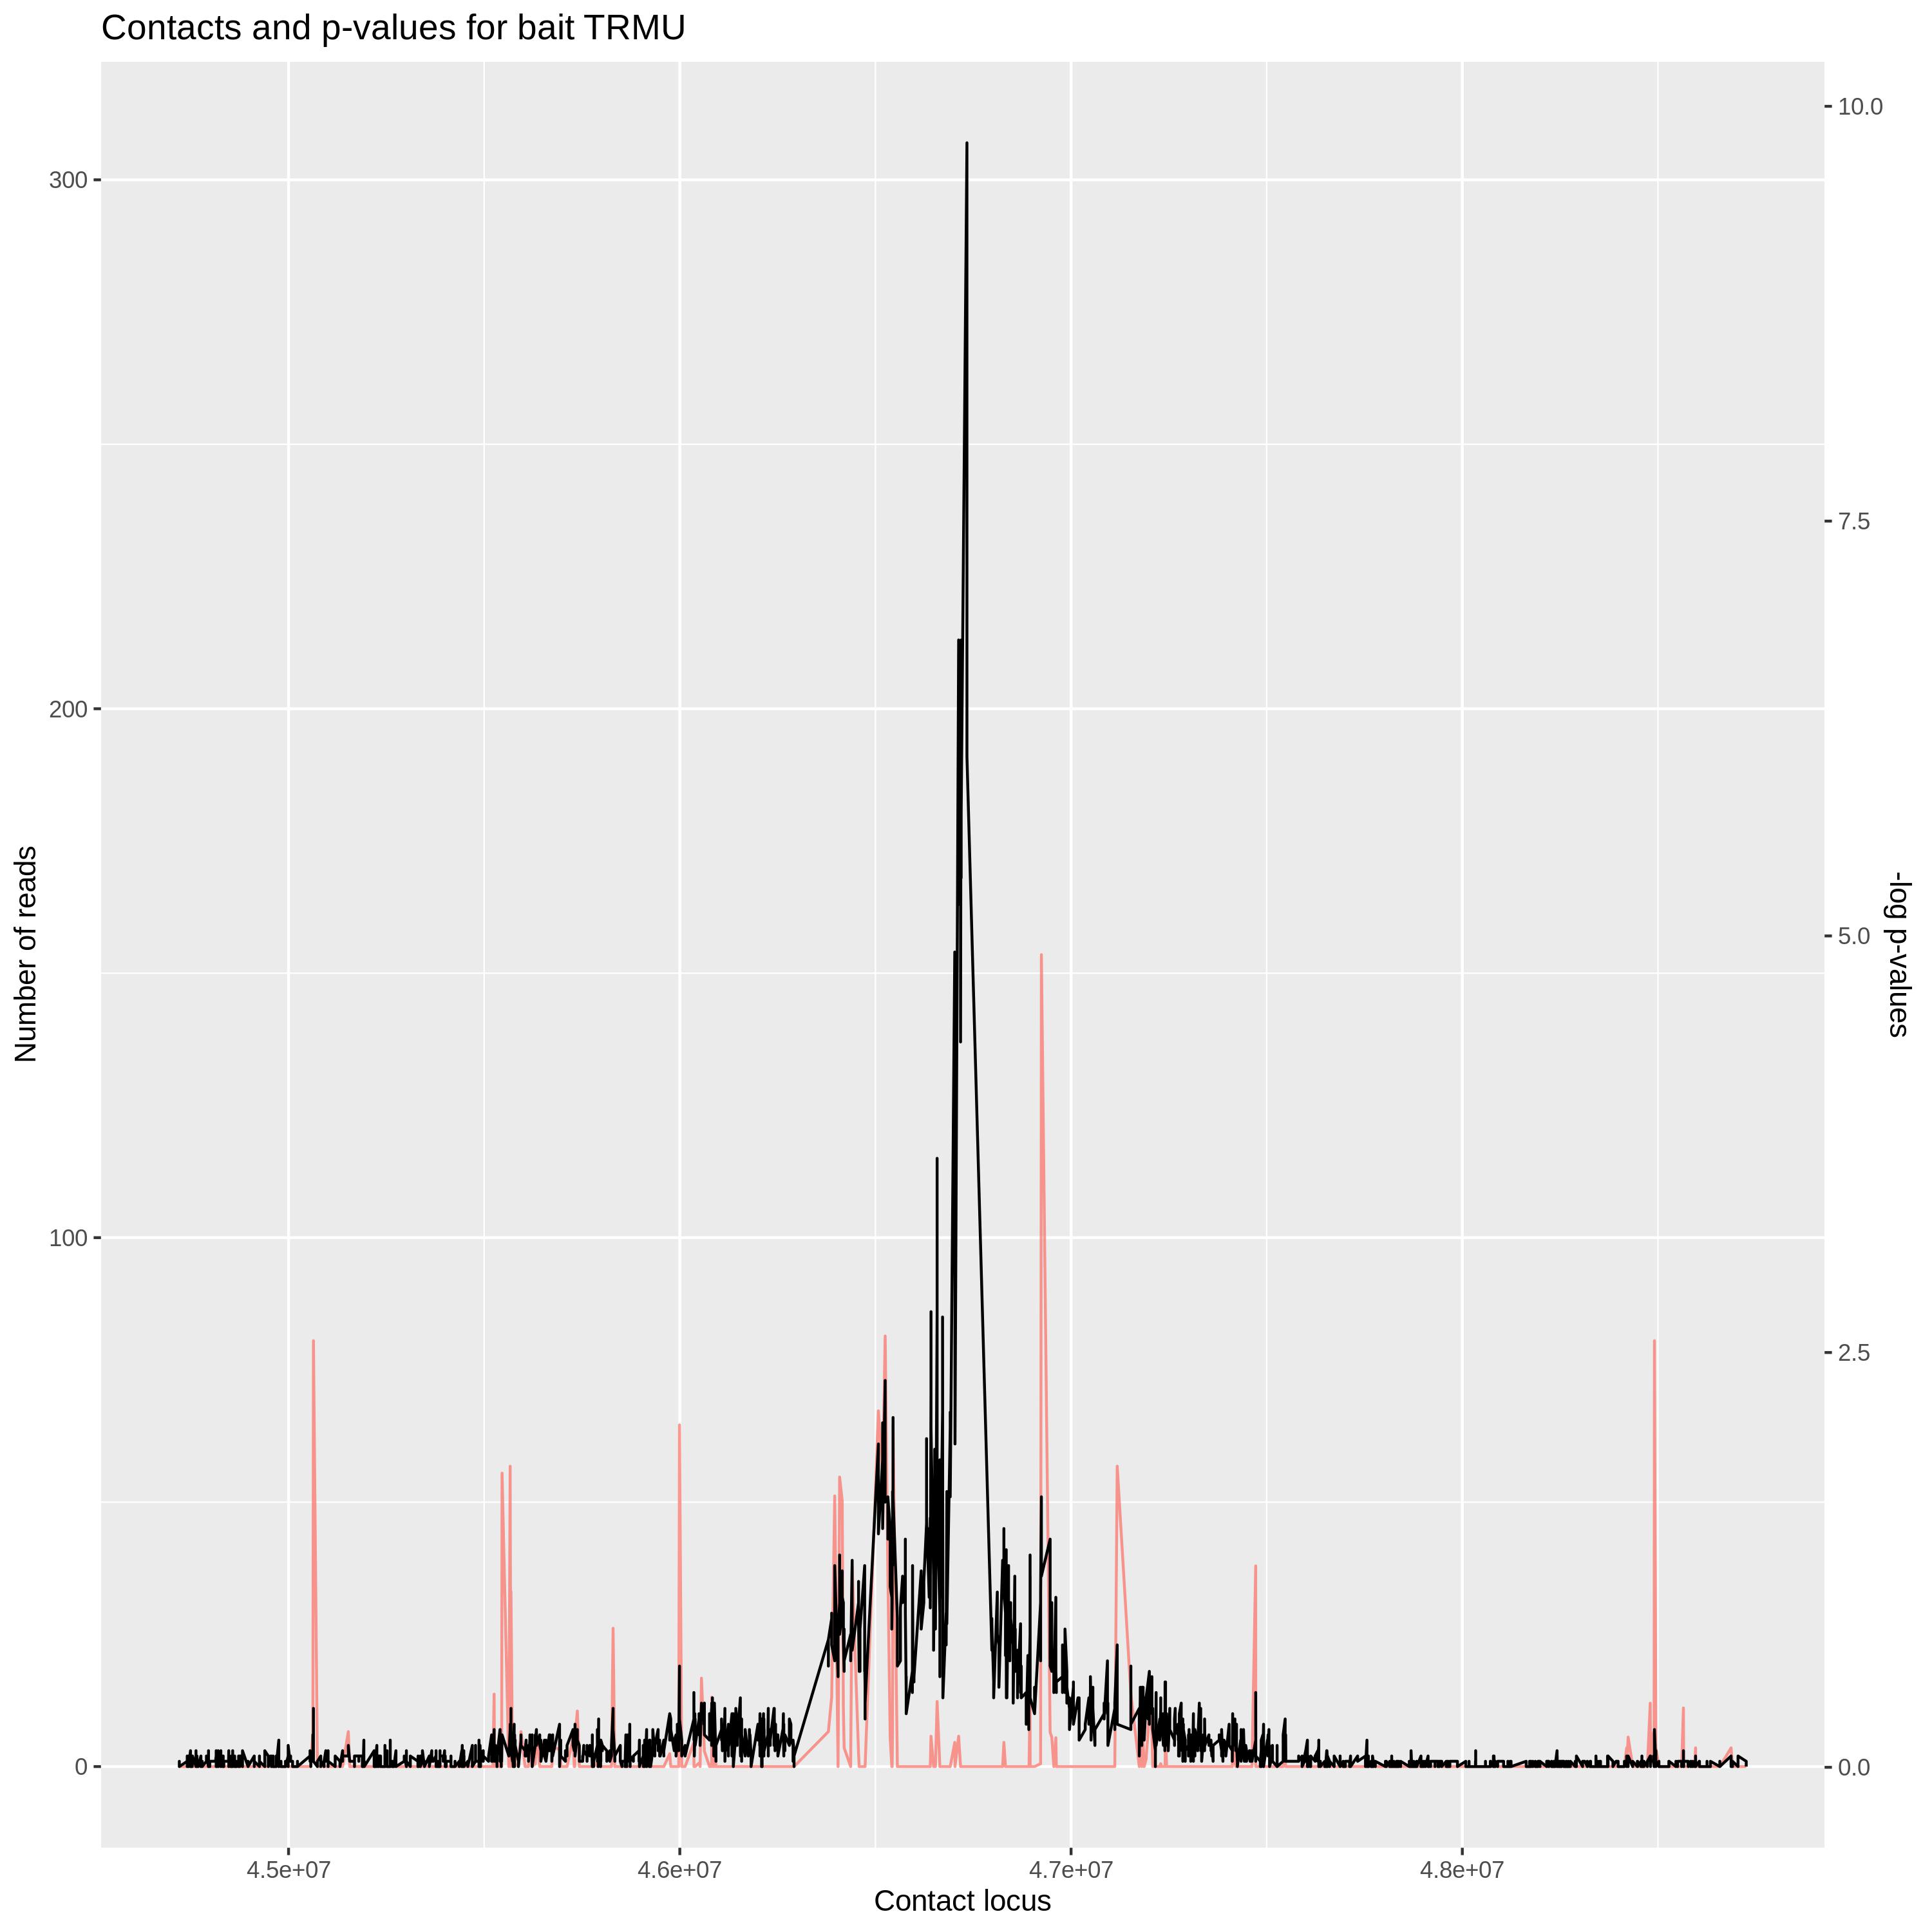 Contacts and p-values for bait TRMU
300
200
100
0
10.0
7.5
5.0
2.5
0.0
Number of reads
-log p-values
4.5e+07
4.6e+07
4.7e+07
4.8e+07
Contact locus